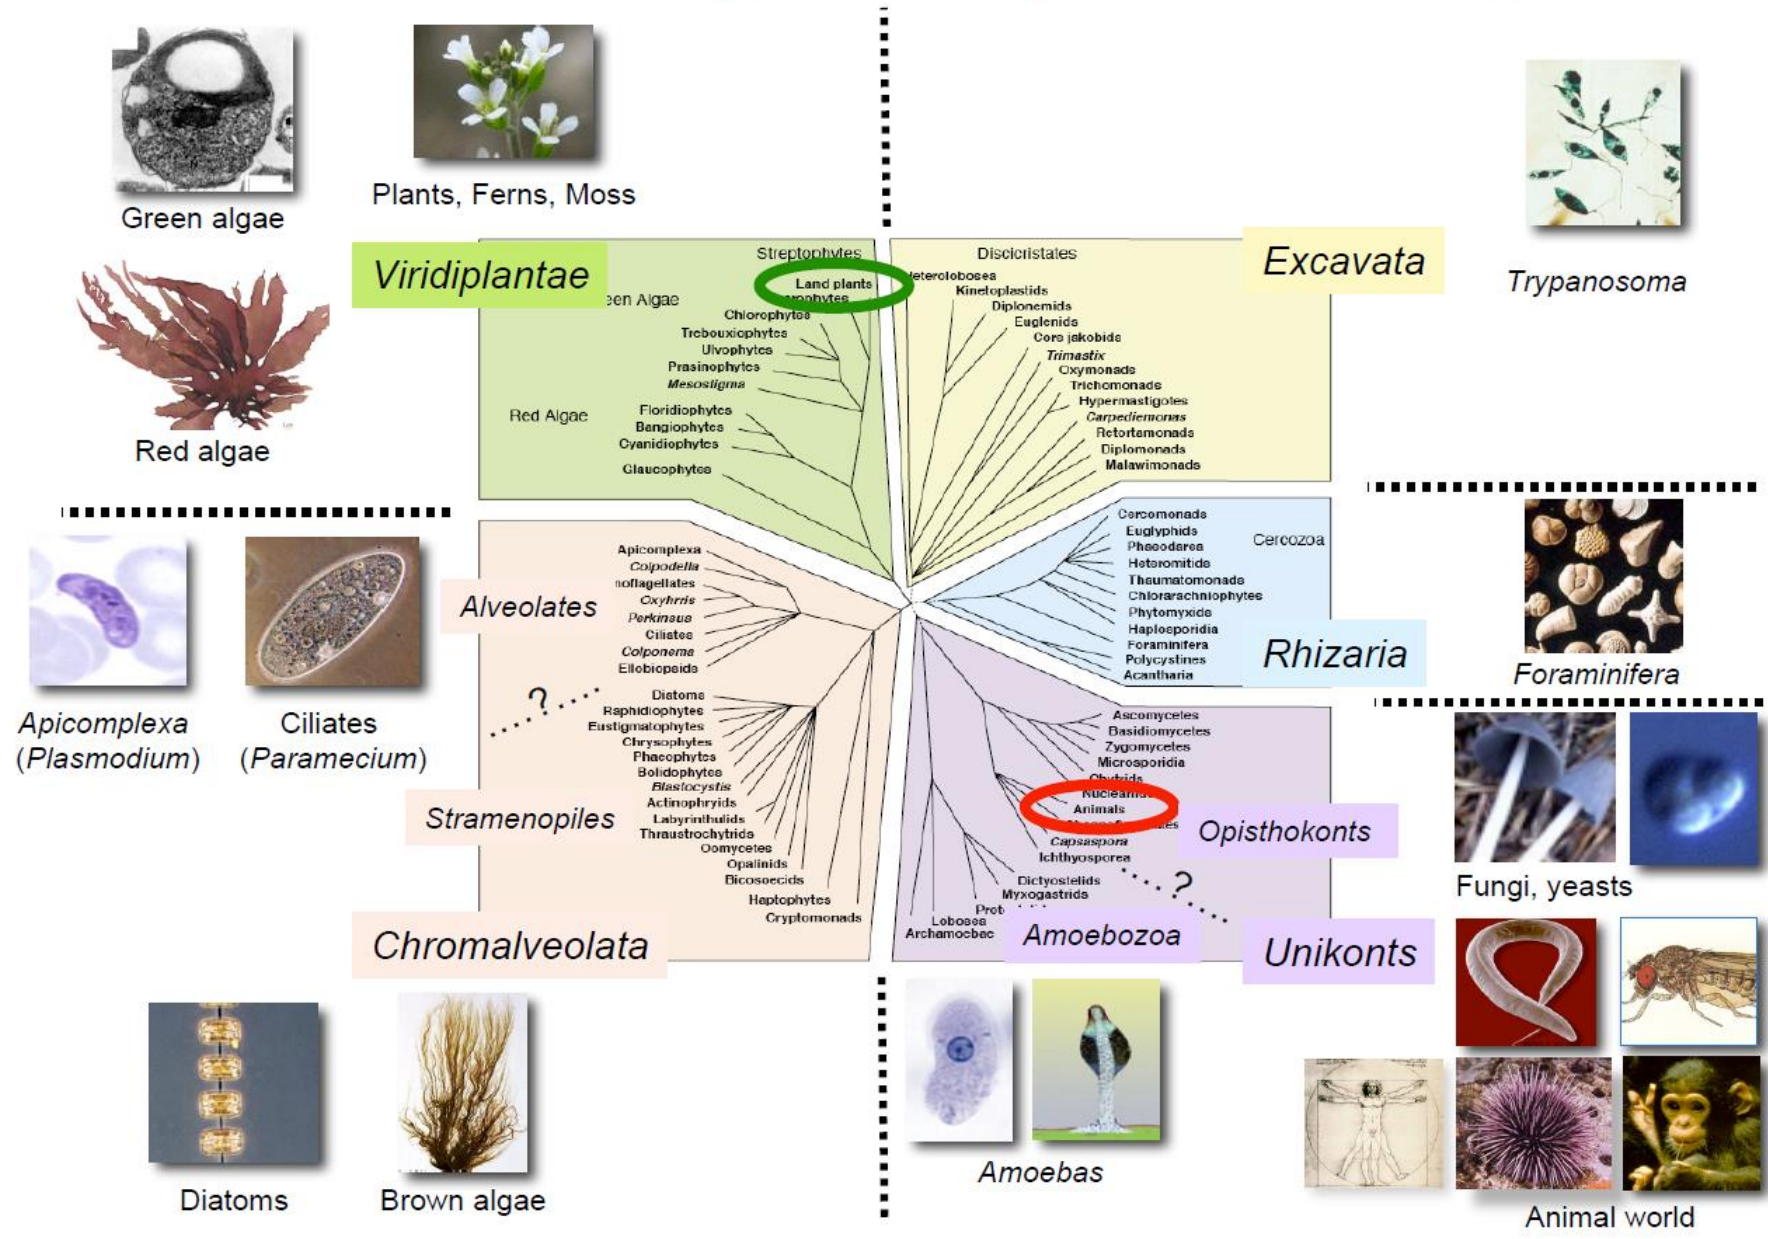 Green algae
Plants, Ferns, Moss
Red algae
Viridiplantae
Streptophytes
Land plants
Chlorophytes
Trebouxiophytes
Ulvophytes
Prasinophytes
Mesostigma
Red Algae
Floridiophytes
Bangiophytes
Cyanidiophytes
Glaucophytes
Algae
Discicristates
Kinetoplastids
Diplonemids
Euglenids
Core jakobids
Trimastix
Oxymonads
Trichomonads
Hypermastigotes
Carpediemonas
Retortamonads
Diplomonads
Malawimonads
Excavata
Trypanosoma
Cercomonads
Euglyphids
Phaeodarea
Heteromitids
Thaumatomonads
Chlorarachniophytes
Phytomyxids
Haplosporidia
Foraminifera
Polycystines
Acantharia
Cercozoa
Rhizaria
Foraminifera
Apicomplexa
(Plasmodium)
Ciliates
(Paramecium)
Alveolates
Apicomplexa
Colpodella
noflagellates
Oxyhrris
Perkinsus
Ciliates
Colponema
Ellobiopsids
?
Diatoms
Raphidiophytes
Eustigmatophytes
Chrysophytes
Phaeophytes
Bolidophytes
Blastocystis
Actinophryids
Labyrinthulids
Thraustrochytrids
Oomycetes
Opalinids
Bicosoecids
Haptophytes
Cryptomonads
Stramenopiles
Chromalveolata
Diatoms
Brown algae
Ascomycetes
Basidiomycetes
Zygomycetes
Microsporidia
Chytrids
Animals
Capsaspora
Ichthyosporea
?
Dictyostelids
Myxogastrids
Lobosea
Archamoebae
Opisthokonts
Amoebozoa
Unikonts
Amoebas
Fungi, yeasts
Animal world